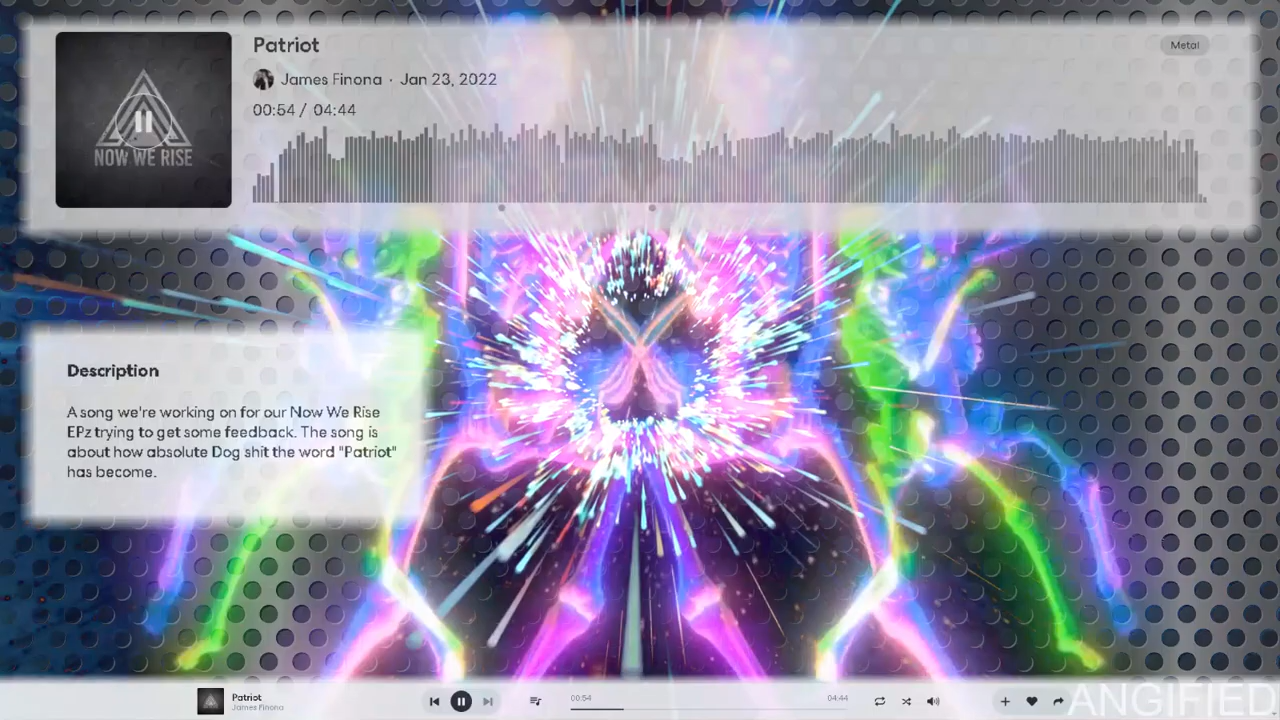 Patriot
Metal
James Finona · Jan 23, 2022
00:54 / 04:44
NOW WE RISE
Description
A song we're working on for our Now We Rise
EPz trying to get some feedback. The song is
about how absolute Dog shit the word "Patriot"
has become.
Patriot
James Finona
00:54
04:44
ANGIFIED